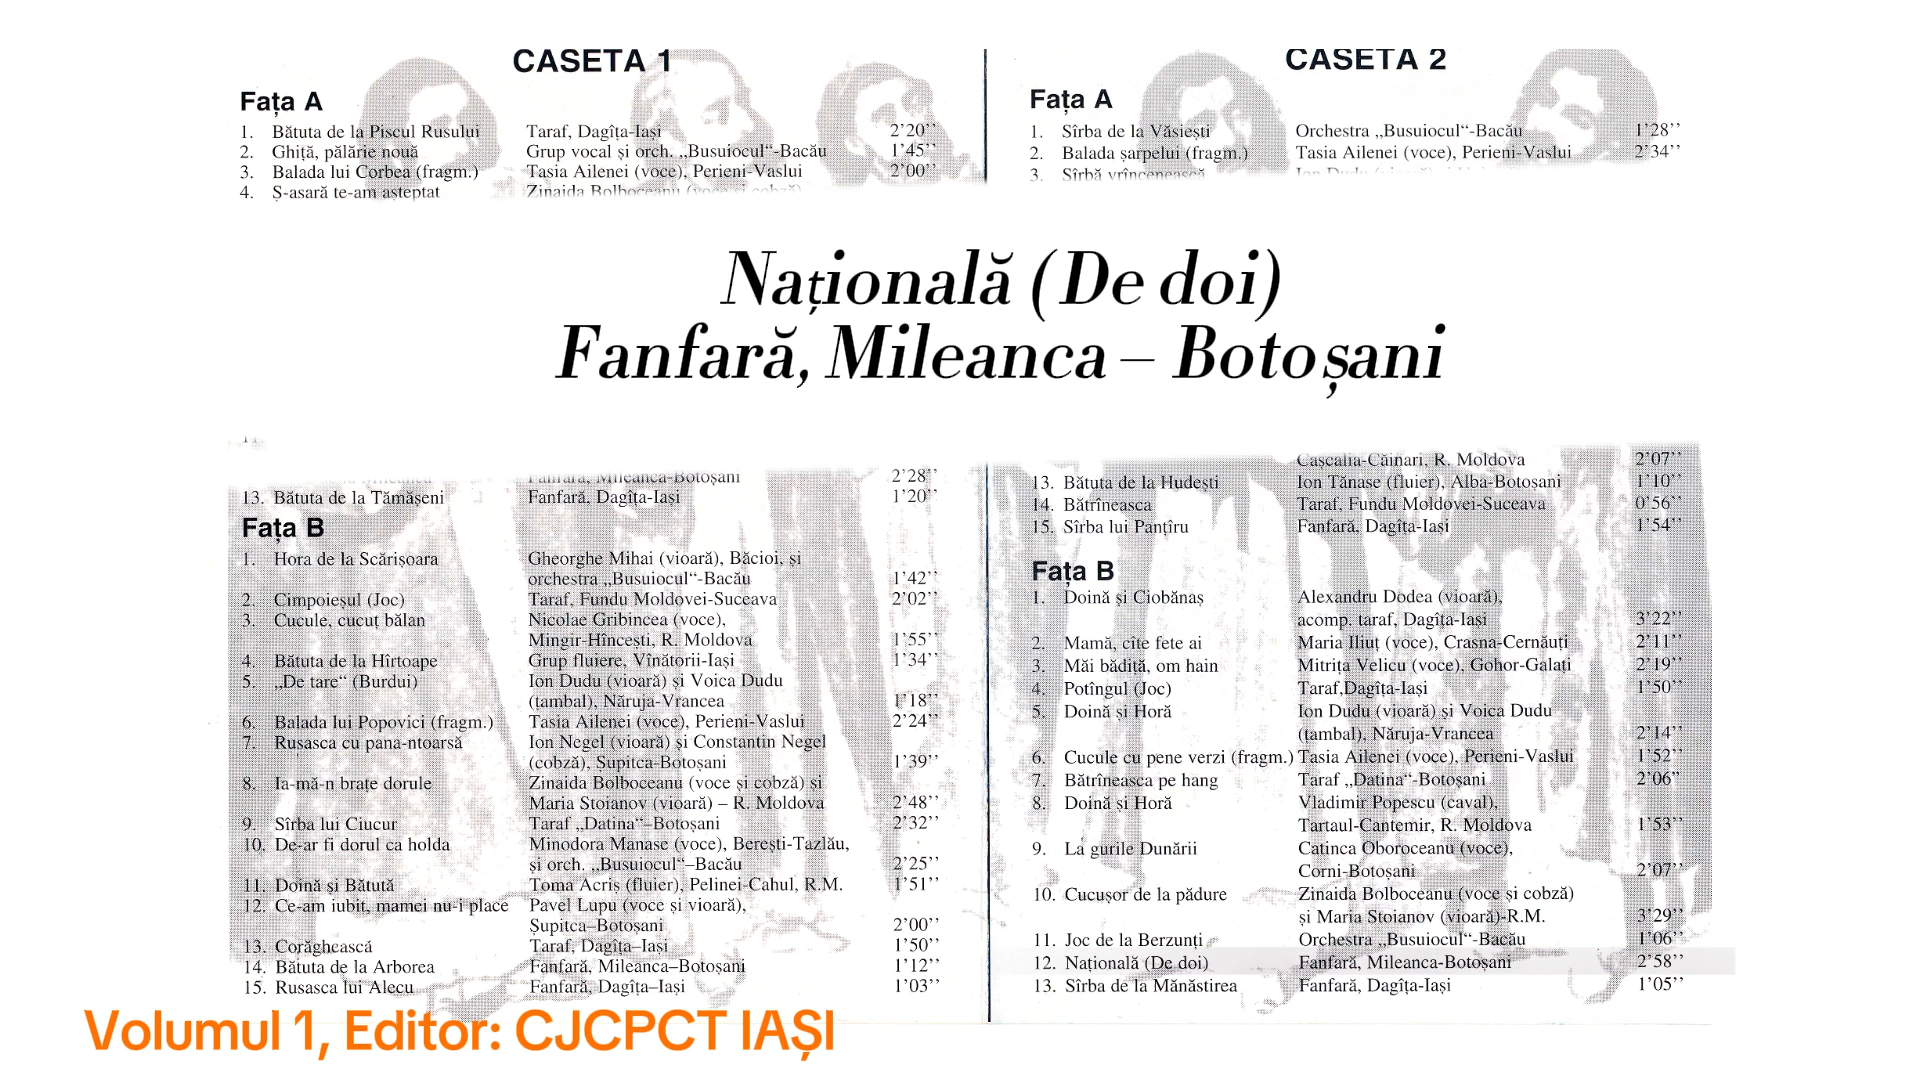 CASETA 1
Fața A
1. Bătuta de la Piscul Rusului Taraf, Dagîța-Iași 2'20''
2. Ghiță, pălărie nouă Grup vocal și orch. „Busuiocul“-Bacău 1'45''
3. Balada lui Corbea (fragm.) Tasia Ailenei (voce), Perieni-Vaslui 2'00''
4. Ș-asară te-am așteptat Zinaida Bolboceanu (voce și cobză)
CASETA 2
Fața A
1. Sîrba de la Văsiești Orchestra „Busuiocul“-Bacău 1'28''
2. Balada șarpelui (fragm.) Tasia Ailenei (voce), Perieni-Vaslui 2'34''
3. Sîrbă vrîncenească
Națională (De doi)
Fanfară, Mileanca – Botoșani
Fanfară, Mileanca-Botoșani 2'28''
13. Bătuta de la Tămășeni Fanfară, Dagîța-Iași 1'20''
Fața B
1. Hora de la Scărișoara Gheorghe Mihai (vioară), Băcioi, și
orchestra „Busuiocul“-Bacău 1'42''
2. Cimpoieșul (Joc) Taraf, Fundu Moldovei-Suceava 2'02''
3. Cucule, cucuț bălan Nicolae Gribincea (voce),
Mingir-Hîncești, R. Moldova 1'55''
4. Bătuta de la Hîrtoape Grup fluiere, Vînători-Iași 1'34''
5. „De tare“ (Burdui) Ion Dudu (vioară) și Voica Dudu
(tambal), Năruja-Vrancea 1'18''
6. Balada lui Popovici (fragm.) Tasia Ailenei (voce), Perieni-Vaslui 2'24''
7. Rusasca cu pana-ntoarsă Ion Negel (vioară) și Constantin Negel
(cobză), Supitca-Botoșani 1'39''
8. Ia-mă-n brațe dorule Zinaida Bolboceanu (voce și cobză) și
Maria Stoianov (vioară) – R. Moldova 2'48''
9. Sîrba lui Ciucur Taraf „Datina“–Botoșani 2'32''
10. De-ar fi dorul ca holda Minodora Manase (voce), Berești-Tazlău,
și orch. „Busuiocul“–Bacău 2'25''
11. Doină și Bătută Toma Acriș (fluier), Pelinei-Cahul, R.M. 1'51''
12. Ce-am iubit, mamei nu-i place Pavel Lupu (voce și vioară),
Șupitca–Botoșani 2'00''
13. Corăghească Taraf, Dagîța–Iași 1'50''
14. Bătuta de la Arborea Fanfară, Mileanca–Botoșani 1'12''
15. Rusasca lui Alecu Fanfară, Dagîța–Iași 1'03''
Cașcalia-Căinari, R. Moldova 2'07''
13. Bătuta de la Hudești Ion Tănase (fluier), Alba-Botoșani 1'10''
14. Bătrîneasca Taraf, Fundu Moldovei-Suceava 0'56''
15. Sîrba lui Panțîru Fanfară, Dagîța-Iași 1'54''
Fața B
1. Doină și Ciobănaș Alexandru Dodea (vioară),
acomp. taraf, Dagîța-Iași 3'22''
2. Mamă, cîte fete ai Maria Iliuț (voce), Crasna-Cernăuți 2'11''
3. Măi bădiță, om hain Mitrița Velicu (voce), Gohor-Galați 2'19''
4. Potîngul (Joc) Taraf,Dagîța-Iași 1'50''
5. Doină și Horă Ion Dudu (vioară) și Voica Dudu
(tambal), Năruja-Vrancea 2'14''
6. Cucule cu pene verzi (fragm.) Tasia Ailenei (voce), Perieni-Vaslui 1'52''
7. Bătrîneasca pe hang Taraf „Datina“-Botoșani 2'06''
8. Doină și Horă Vladimir Popescu (caval),
Tartaul-Cantemir, R. Moldova 1'53''
9. La gurile Dunării Catinca Oboroceanu (voce),
Corni-Botoșani 2'07''
10. Cucușor de la pădure Zinaida Bolboceanu (voce și cobză)
și Maria Stoianov (vioară)-R.M. 3'29''
11. Joc de la Berzunți Orchestra „Busuiocul“-Bacău 1'06''
12. Națională (De doi) Fanfară, Mileanca-Botoșani 2'58''
13. Sîrba de la Mănăstirea Fanfară, Dagîța-Iași 1'05''
Volumul 1, Editor: CJCPCT IAȘI